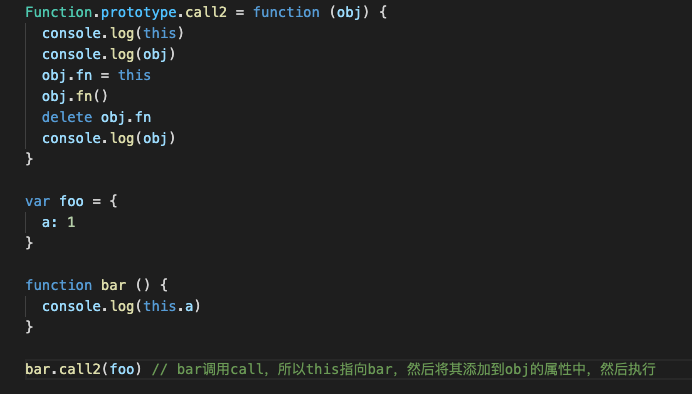 Function.prototype.call2 = function (obj) {
console.log(this)
console.log(obj)
obj.fn = this
obj.fn()
delete obj.fn
console.log(obj)
}
var foo = {
a: 1
}
function bar () {
console.log(this.a)
}
bar.call2(foo) // bar调用call，所以this指向bar，然后将其添加到obj的属性中，然后执行